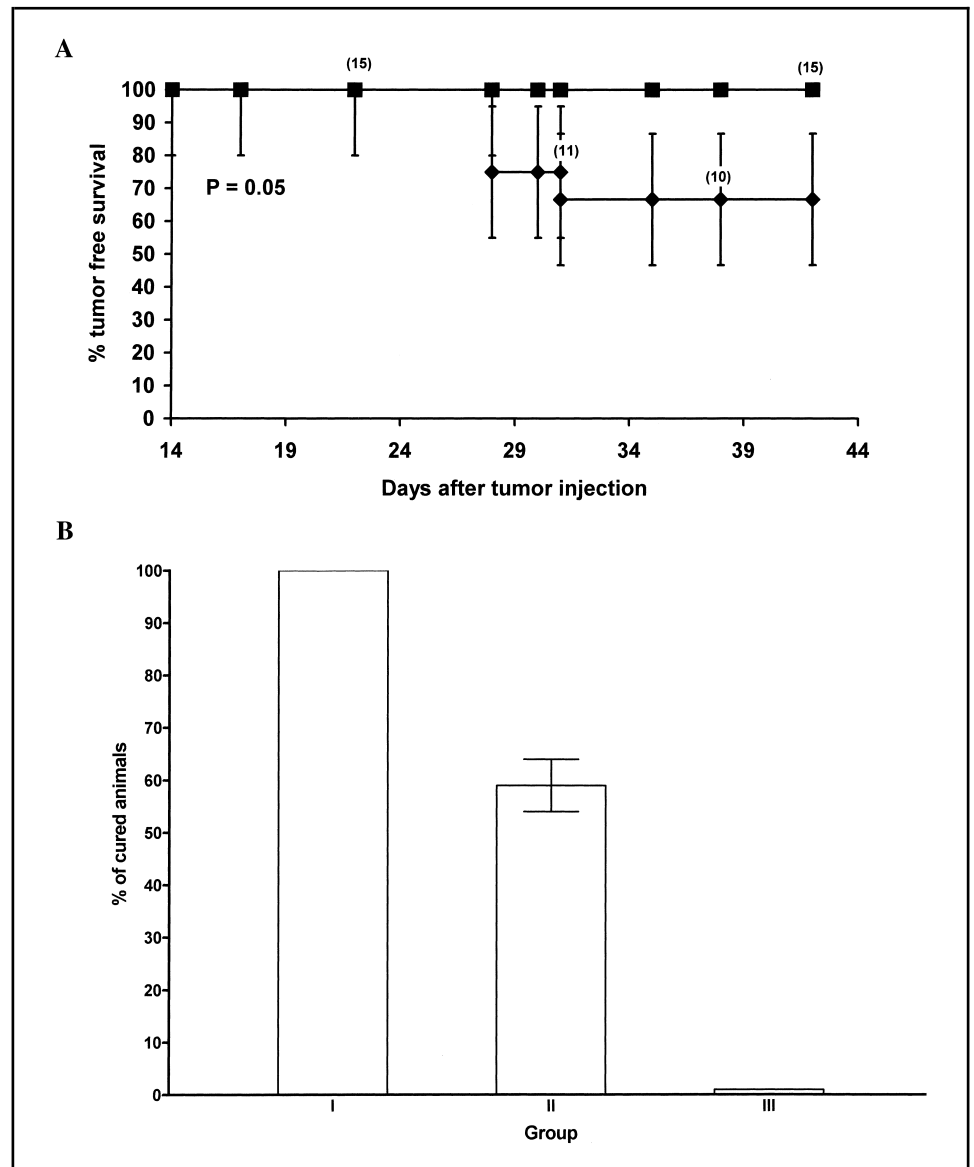 A
(15)
(15)
100
90
80
70
60
50
40
30
20
10
0
(11)
(10)
P = 0.05
% tumor free survival
14 19 24 29 34 39 44
Days after tumor injection
B
100
90
80
70
60
50
40
30
20
10
0
% of cured animals
I II III
Group